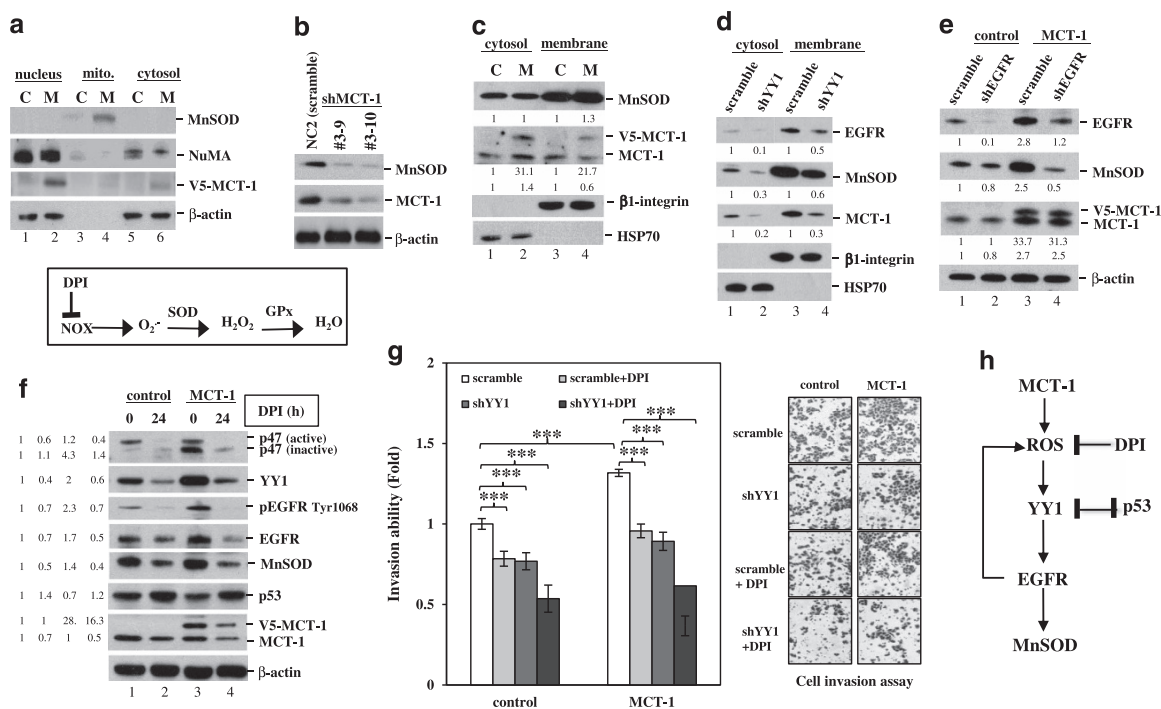 a
nucleus mito. cytosol
C M C M C M
MnSOD
NuMA
V5-MCT-1
β-actin
1 2 3 4 5 6
b
NC2 (scramble)
shMCT-1
#3-9
#3-10
MnSOD
MCT-1
β-actin
c
cytosol membrane
C M C M
MnSOD
1 1 1 1.3
V5-MCT-1
MCT-1
1 31.1 1 21.7
1 1.4 1 0.6
β1-integrin
HSP70
1 2 3 4
d
cytosol membrane
scramble shYY1 scramble shYY1
EGFR
1 0.1 1 0.5
MnSOD
1 0.3 1 0.6
MCT-1
1 0.2 1 0.3
β1-integrin
HSP70
1 2 3 4
e
control MCT-1
scramble shEGFR scramble shEGFR
EGFR
1 0.1 2.8 1.2
MnSOD
1 0.8 2.5 0.5
V5-MCT-1
MCT-1
1 1 33.7 31.3
1 0.8 2.7 2.5
β-actin
1 2 3 4
DPI
NOX O₂·- SOD H₂O₂ GPx H₂O
f
control MCT-1
0 24 0 24 DPI (h)
1 0.6 1.2 0.4 p47 (active)
1 1.1 4.3 1.4 p47 (inactive)
1 0.4 2 0.6 YY1
1 0.7 2.3 0.7 pEGFR Tyr1068
1 0.7 1.7 0.5 EGFR
1 0.5 1.4 0.4 MnSOD
1 1.4 0.7 1.2 p53
1 1 28. 16.3 V5-MCT-1
1 0.7 1 0.5 MCT-1
β-actin
1 2 3 4
g
Invasion ability (Fold)
2
1.5
1
0.5
0
scramble scramble+DPI
shYY1 shYY1+DPI
***
***
***
***
***
***
***
control MCT-1
control MCT-1
scramble
shYY1
scramble
+ DPI
shYY1
+DPI
Cell invasion assay
h
MCT-1
ROS DPI
YY1 p53
EGFR
MnSOD